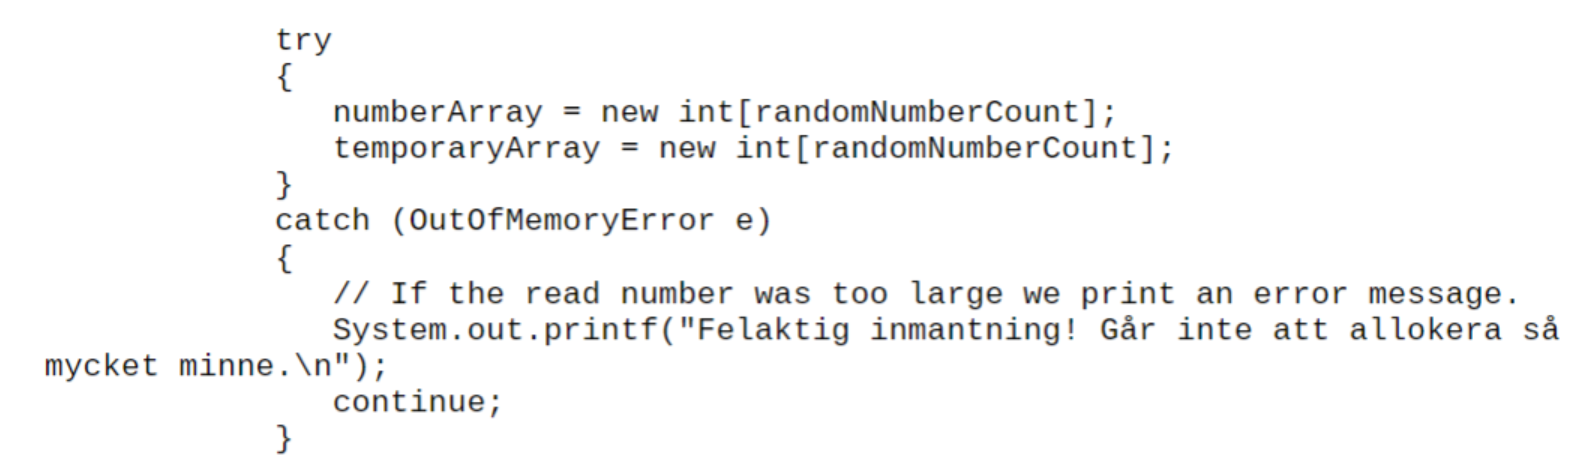 try
{
numberArray = new int[randomNumberCount];
temporaryArray = new int[randomNumberCount];
}
catch (OutOfMemoryError e)
{
// If the read number was too large we print an error message.
System.out.printf("Felaktig inmantning! Går inte att allokera så
mycket minne.\n");
continue;
}